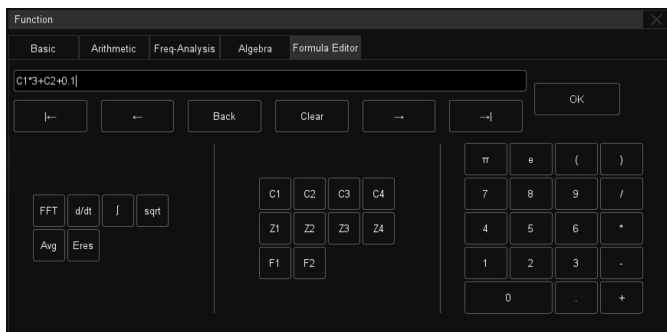 Function
Basic Arithmetic Freq-Analysis Algebra Formula Editor
C1*3+C2+0.1
OK
|← ← Back Clear → →|
π e ( )
C1 C2 C3 C4 7 8 9 /
FFT d/dt ∫ sqrt
Z1 Z2 Z3 Z4 4 5 6 *
Avg Eres
F1 F2 1 2 3 -
0 . +